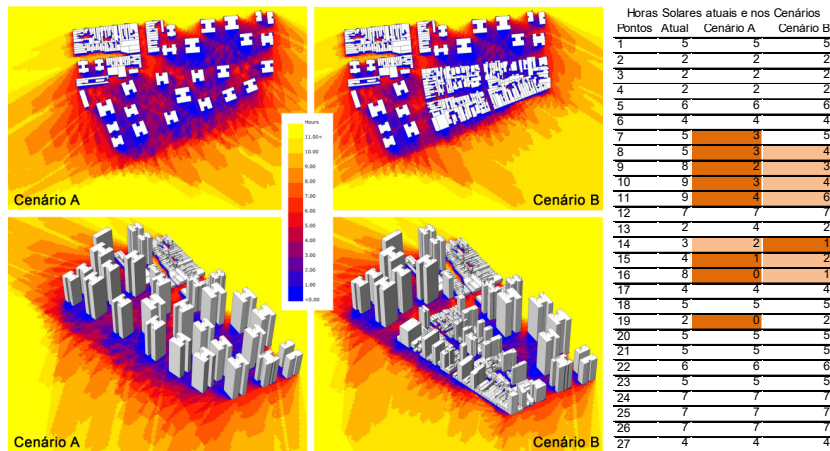 Cenário A
Cenário B
Hours
11.00<
10.00
9.00
8.00
7.00
6.00
5.00
4.00
3.00
2.00
1.00
<0.00
Cenário A
Cenário B
Horas Solares atuais e nos Cenários
Pontos Atual Cenário A Cenário B
1 5 5 5
2 2 2 2
3 2 2 2
4 2 2 2
5 6 6 6
6 4 4 4
7 5 3 5
8 5 3 4
9 8 2 3
10 9 3 4
11 9 4 6
12 7 7 7
13 2 4 2
14 3 2 1
15 4 1 2
16 8 0 1
17 4 4 4
18 5 5 5
19 2 0 2
20 5 5 5
21 5 5 5
22 6 6 6
23 5 5 5
24 7 7 7
25 7 7 7
26 7 7 7
27 4 4 4